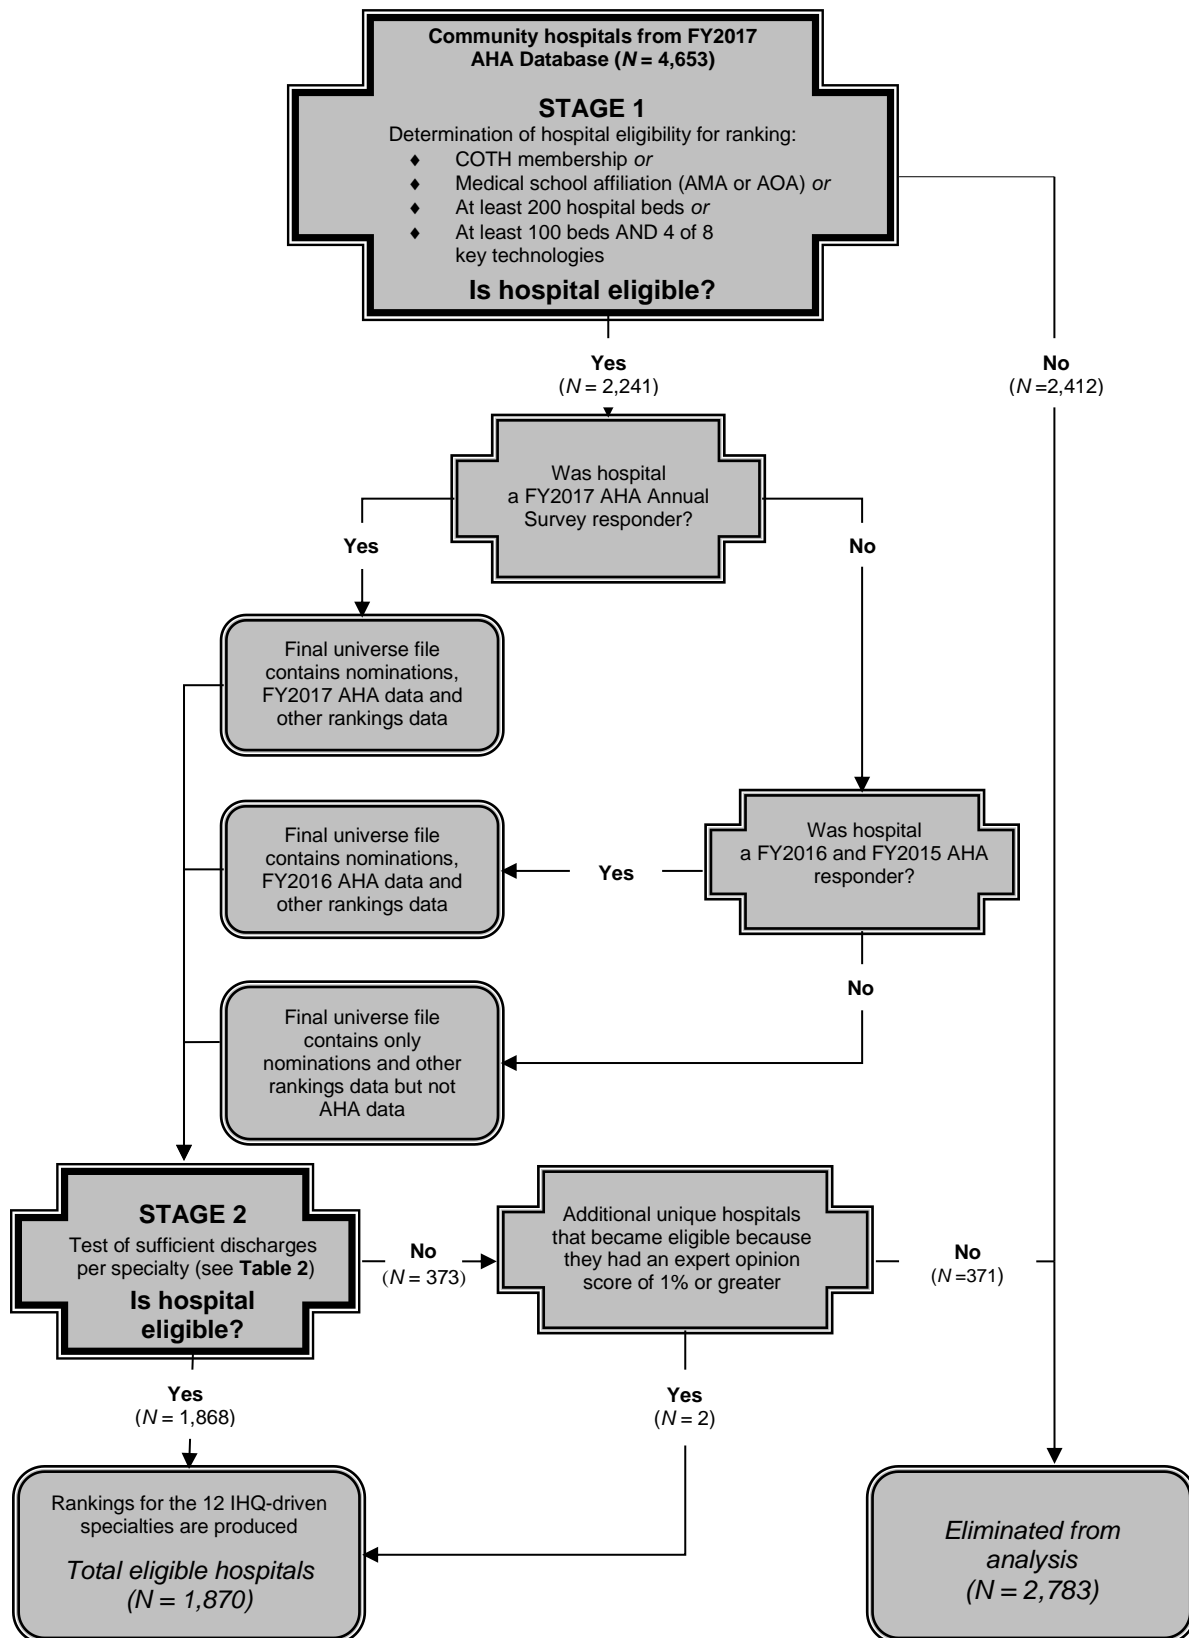 Community hospitals from FY2017
AHA Database (N = 4,653)
STAGE 1
Determination of hospital eligibility for ranking:
♦ COTH membership or
♦ Medical school affiliation (AMA or AOA) or
♦ At least 200 hospital beds or
♦ At least 100 beds AND 4 of 8
key technologies
Is hospital eligible?
Yes
(N = 2,241)
No
(N =2,412)
Was hospital
a FY2017 AHA Annual
Survey responder?
Yes
No
Final universe file
contains nominations,
FY2017 AHA data and
other rankings data
Was hospital
a FY2016 and FY2015 AHA
responder?
Yes
Final universe file
contains nominations,
FY2016 AHA data and
other rankings data
No
Final universe file
contains only
nominations and other
rankings data but not
AHA data
STAGE 2
Test of sufficient discharges
per specialty (see Table 2)
Is hospital
eligible?
No
(N = 373)
Additional unique hospitals
that became eligible because
they had an expert opinion
score of 1% or greater
No
(N =371)
Yes
(N = 1,868)
Yes
(N = 2)
Rankings for the 12 IHQ-driven
specialties are produced
Total eligible hospitals
(N = 1,870)
Eliminated from
analysis
(N = 2,783)